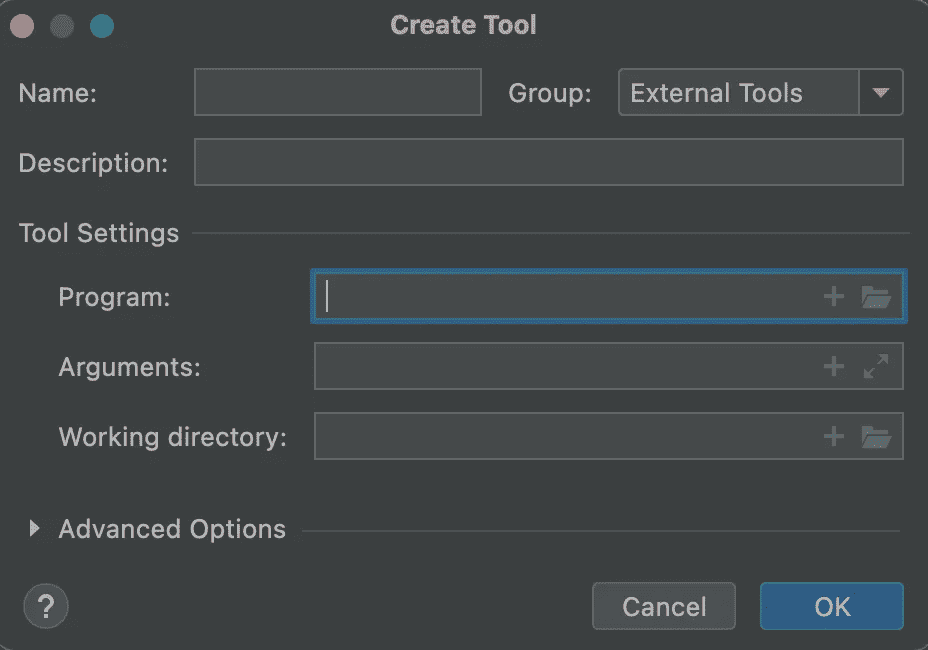 Create Tool
Name: Group: External Tools
Description:
Tool Settings
Program:
Arguments:
Working directory:
Advanced Options
? Cancel OK